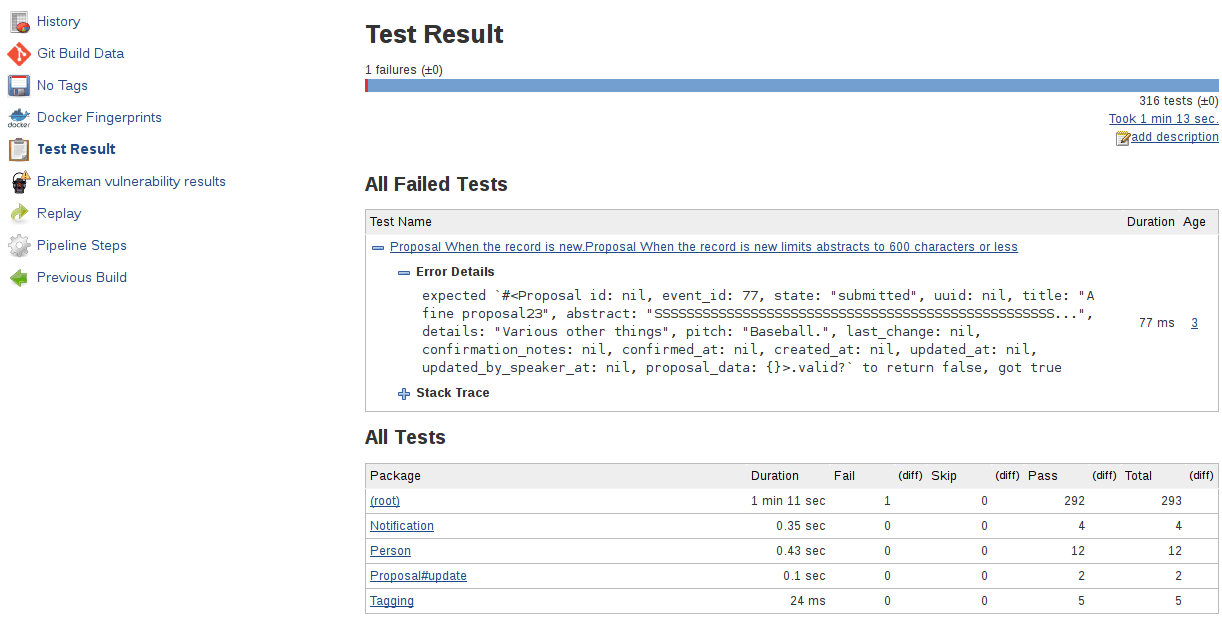 History
Git Build Data
No Tags
docker
Docker Fingerprints
Test Result
Brakeman vulnerability results
Replay
Pipeline Steps
Previous Build
Test Result
1 failures (±0)
316 tests (±0)
Took 1 min 13 sec.
add description
All Failed Tests
Test Name Duration Age
Proposal When the record is new.Proposal When the record is new limits abstracts to 600 characters or less
Error Details
expected `#<Proposal id: nil, event_id: 77, state: "submitted", uuid: nil, title: "A
fine proposal23", abstract: "SSSSSSSSSSSSSSSSSSSSSSSSSSSSSSSSSSSSSSSSSSSSSSSSSS...",
details: "Various other things", pitch: "Baseball.", last_change: nil,
confirmation_notes: nil, confirmed_at: nil, created_at: nil, updated_at: nil,
updated_by_speaker_at: nil, proposal_data: {}>.valid?` to return false, got true
77 ms 3
Stack Trace
All Tests
Package Duration Fail (diff) Skip (diff) Pass (diff) Total (diff)
(root) 1 min 11 sec 1 0 292 293
Notification 0.35 sec 0 0 4 4
Person 0.43 sec 0 0 12 12
Proposal#update 0.1 sec 0 0 2 2
Tagging 24 ms 0 0 5 5